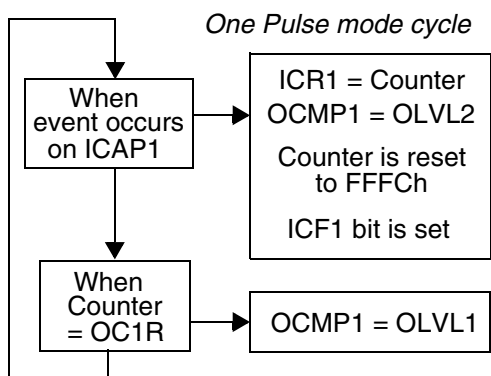 One Pulse mode cycle
When
event occurs
on ICAP1
ICR1 = Counter
OCMP1 = OLVL2
Counter is reset
to FFFCh
ICF1 bit is set
When
Counter
= OC1R
OCMP1 = OLVL1